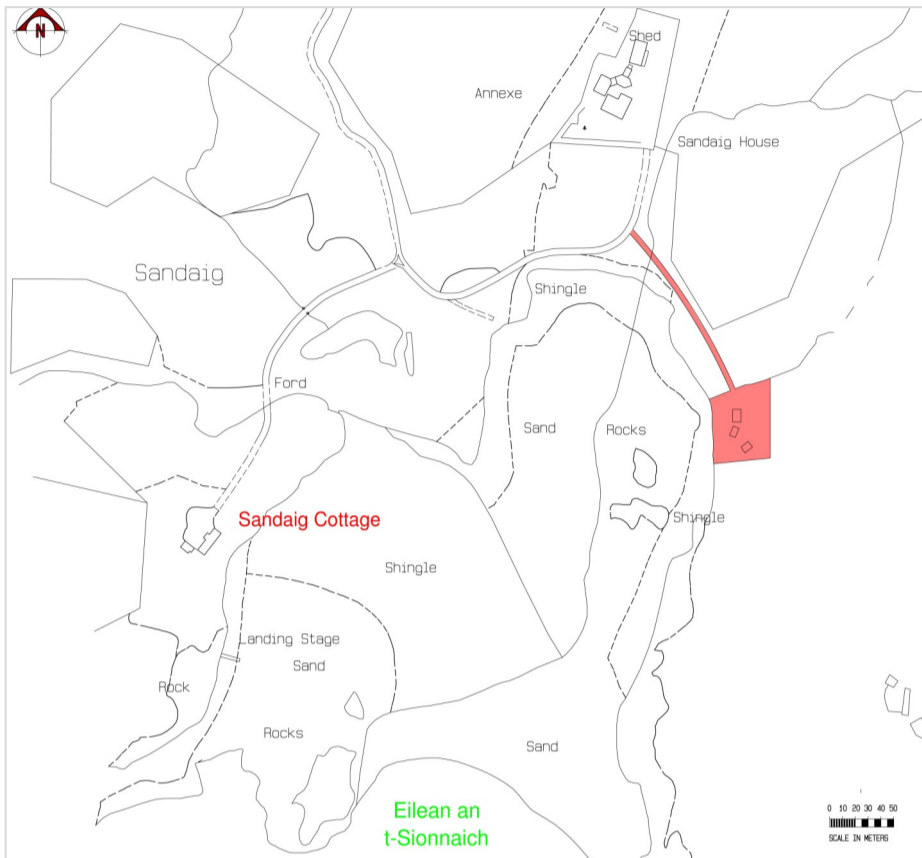 N
Shed
Annexe
Sandaig House
Sandaig
Shingle
Ford
Sand
Rocks
Sandaig Cottage
Shingle
Shingle
Landing Stage
Sand
Rock
Rocks
Sand
Eilean an
t-Sionnaich
0 10 20 30 40 50
SCALE IN METERS